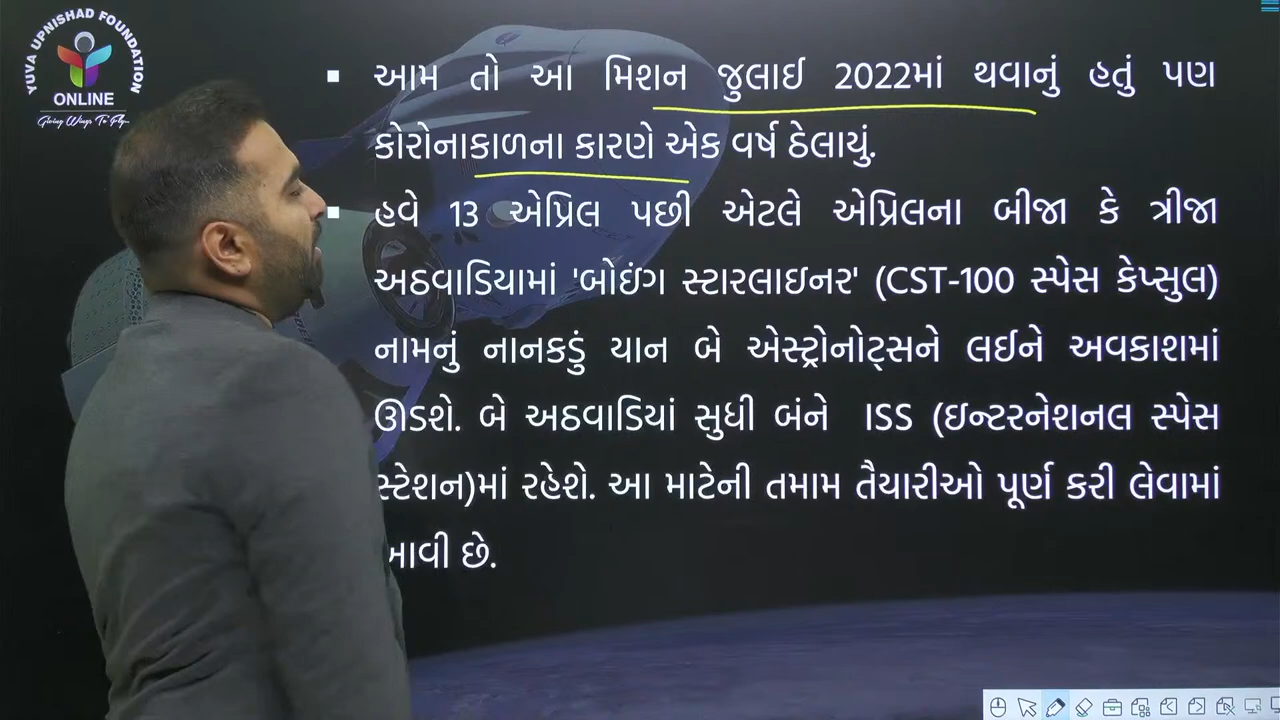 YUVA UPNISHAD FOUNDATION
ONLINE
Giving Wings To Fly
આમ તો આ મિશન જુલાઈ 2022માં થવાનું હતું પણ
કોરોનાકાળના કારણે એક વર્ષ ઠેલાયું.
હવે 13 એપ્રિલ પછી એટલે એપ્રિલના બીજા કે ત્રીજા
અઠવાડિયામાં 'બોઇંગ સ્ટારલાઇનર' (CST-100 સ્પેસ કેપ્સુલ)
નામનું નાનકડું યાન બે એસ્ટ્રોનોટ્સને લઈને અવકાશમાં
ઊડશે. બે અઠવાડિયાં સુધી બંને ISS (ઇન્ટરનેશનલ સ્પેસ
સ્ટેશન)માં રહેશે. આ માટેની તમામ તૈયારીઓ પૂર્ણ કરી લેવામાં
આવી છે.